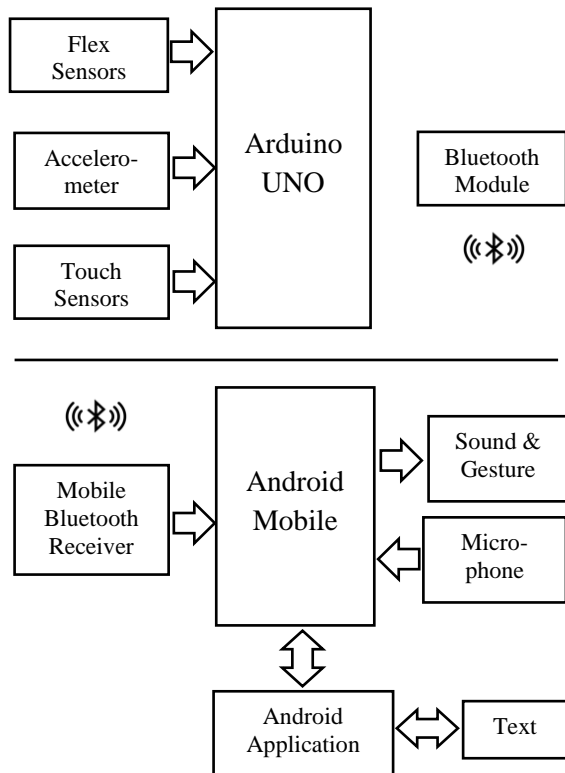 Flex
Sensors
Accelero-
meter
Touch
Sensors
Arduino
UNO
Bluetooth
Module
Mobile
Bluetooth
Receiver
Android
Mobile
Sound &
Gesture
Micro-
phone
Android
Application
Text